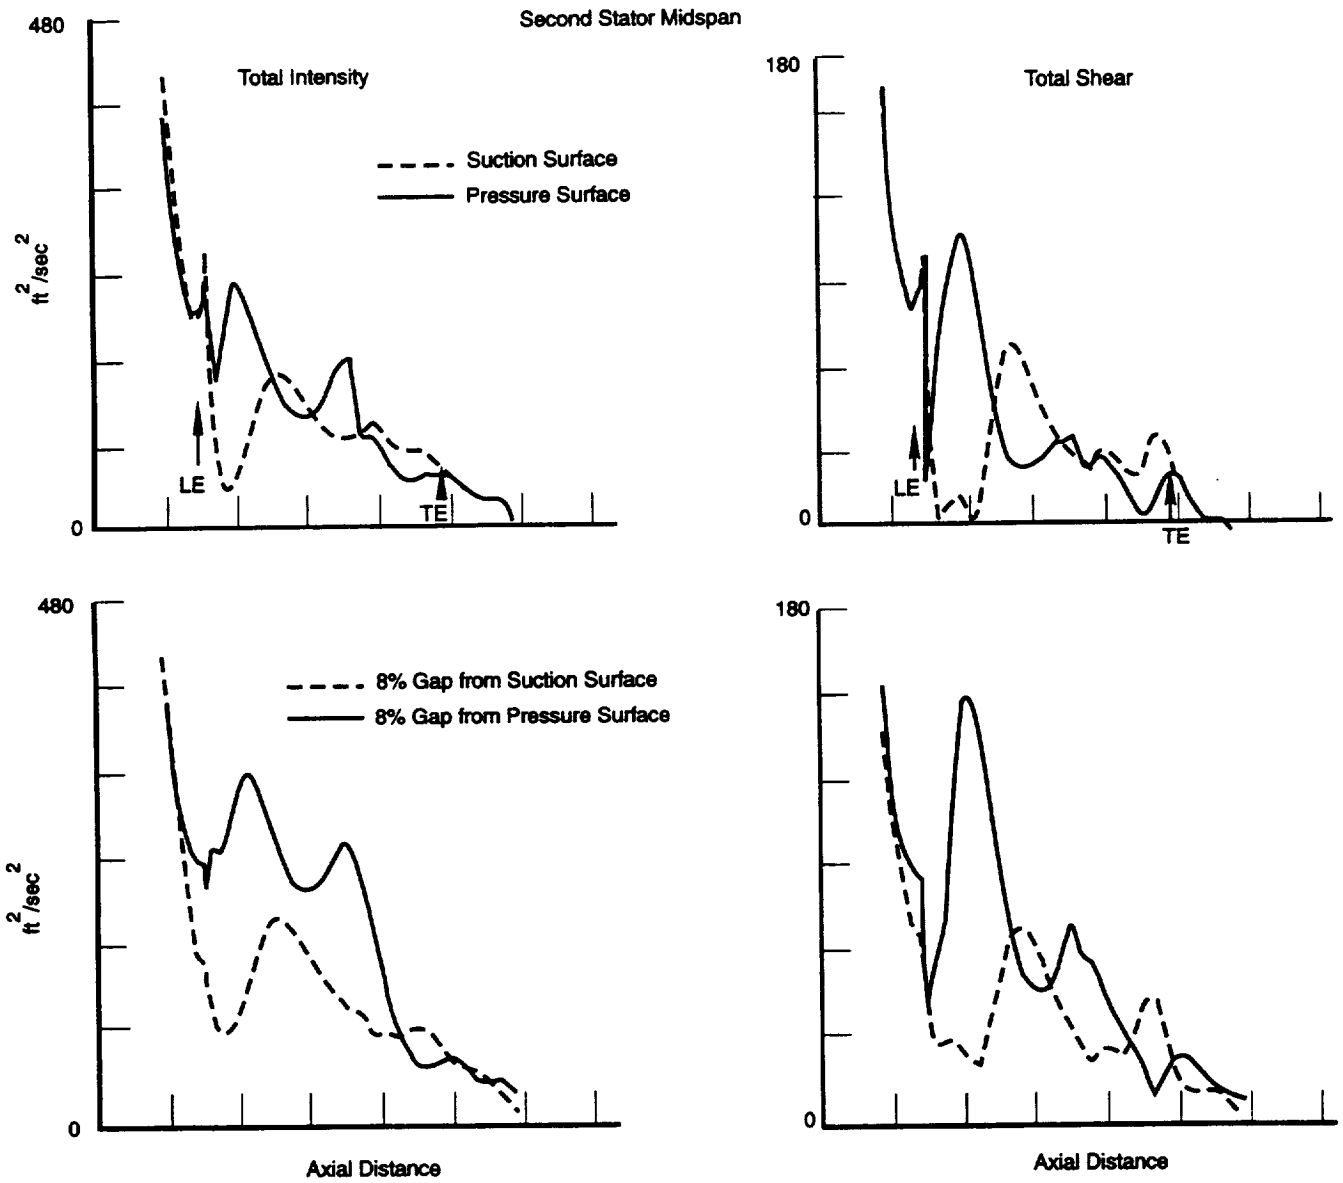 Second Stator Midspan
480
Total Intensity
Suction Surface
Pressure Surface
ft²/sec²
LE
TE
0
180
Total Shear
LE
0
TE
480
8% Gap from Suction Surface
8% Gap from Pressure Surface
ft²/sec²
0
Axial Distance
180
0
Axial Distance